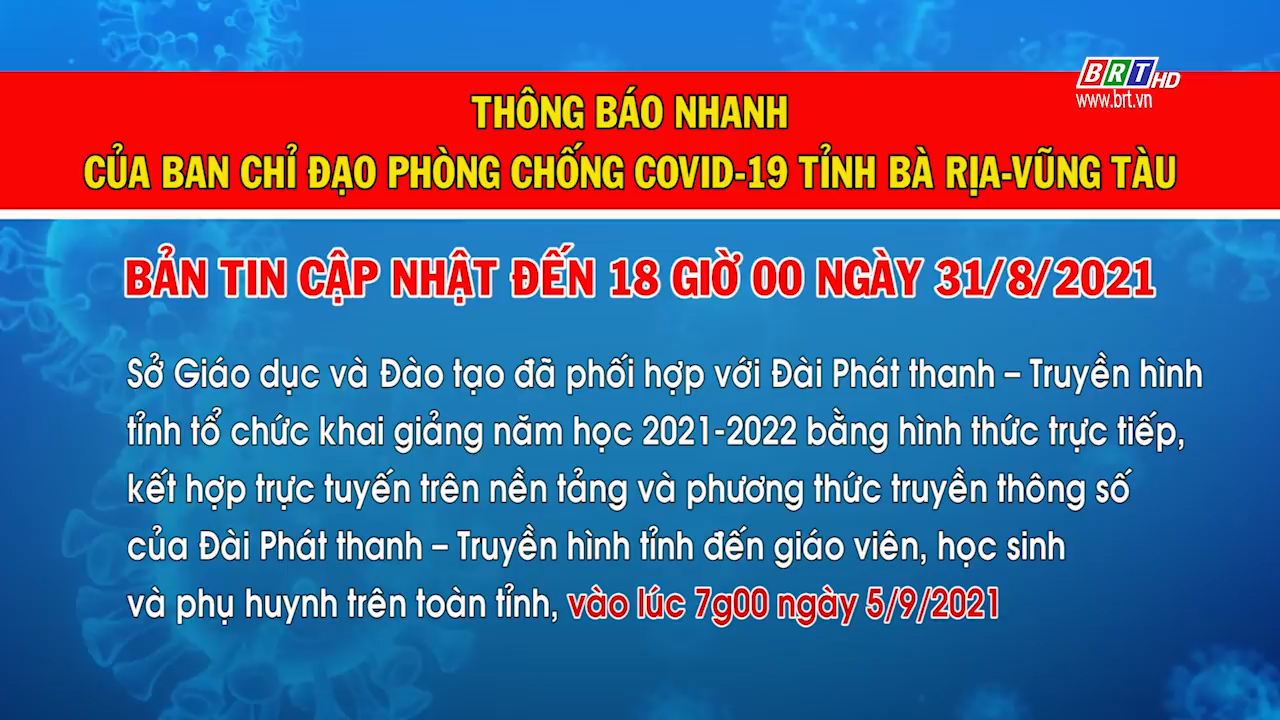 BRT HD
www.brt.vn
THÔNG BÁO NHANH
CỦA BAN CHỈ ĐẠO PHÒNG CHỐNG COVID-19 TỈNH BÀ RỊA-VŨNG TÀU
BẢN TIN CẬP NHẬT ĐẾN 18 GIỜ 00 NGÀY 31/8/2021
Sở Giáo dục và Đào tạo đã phối hợp với Đài Phát thanh – Truyền hình
tỉnh tổ chức khai giảng năm học 2021-2022 bằng hình thức trực tiếp,
kết hợp trực tuyến trên nền tảng và phương thức truyền thông số
của Đài Phát thanh – Truyền hình tỉnh đến giáo viên, học sinh
và phụ huynh trên toàn tỉnh, vào lúc 7g00 ngày 5/9/2021